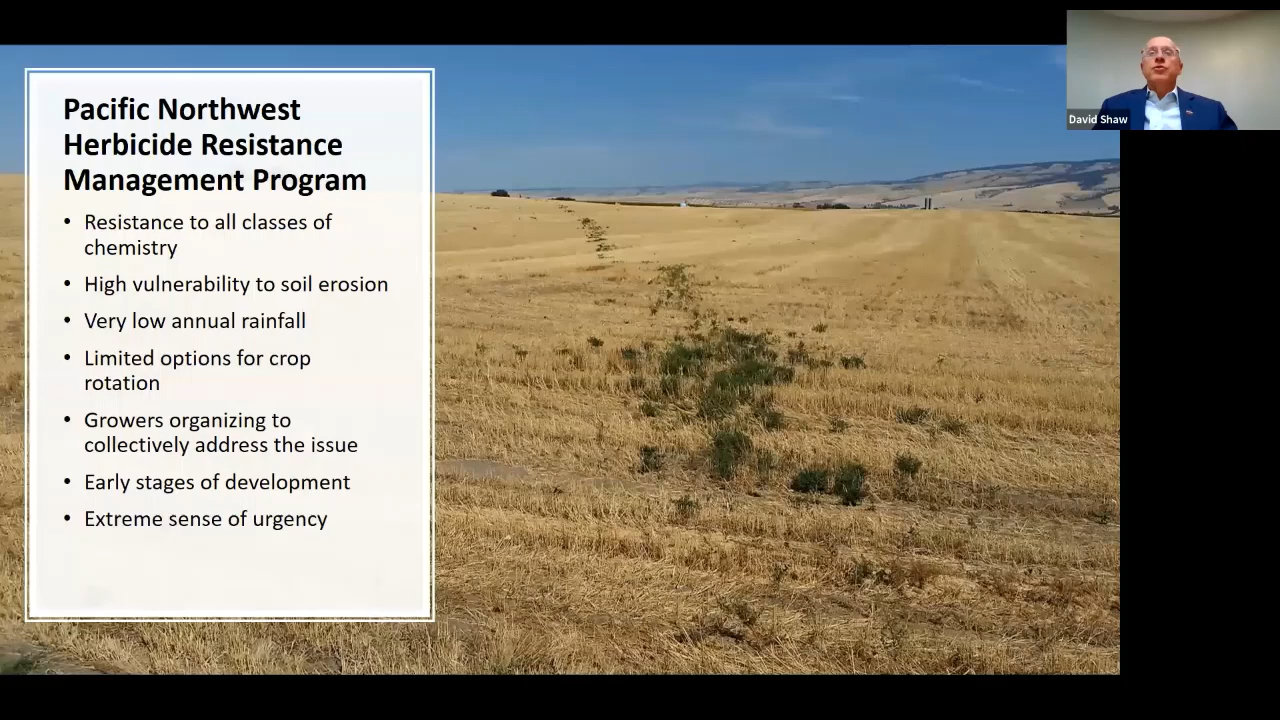 Pacific Northwest
Herbicide Resistance
Management Program
• Resistance to all classes of
chemistry
• High vulnerability to soil erosion
• Very low annual rainfall
• Limited options for crop
rotation
• Growers organizing to
collectively address the issue
• Early stages of development
• Extreme sense of urgency
David Shaw